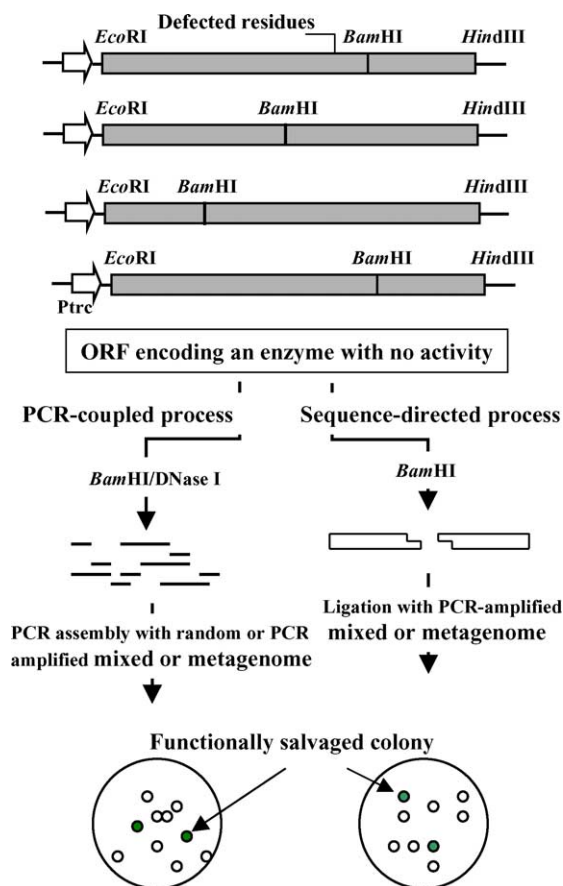 Defected residues
EcoRI BamHI HindIII
EcoRI BamHI HindIII
EcoRI BamHI HindIII
EcoRI BamHI HindIII
Ptrc
ORF encoding an enzyme with no activity
PCR-coupled process
Sequence-directed process
BamHI/DNase I
BamHI
PCR assembly with random or PCR
amplified mixed or metagenome
Ligation with PCR-amplified
mixed or metagenome
Functionally salvaged colony